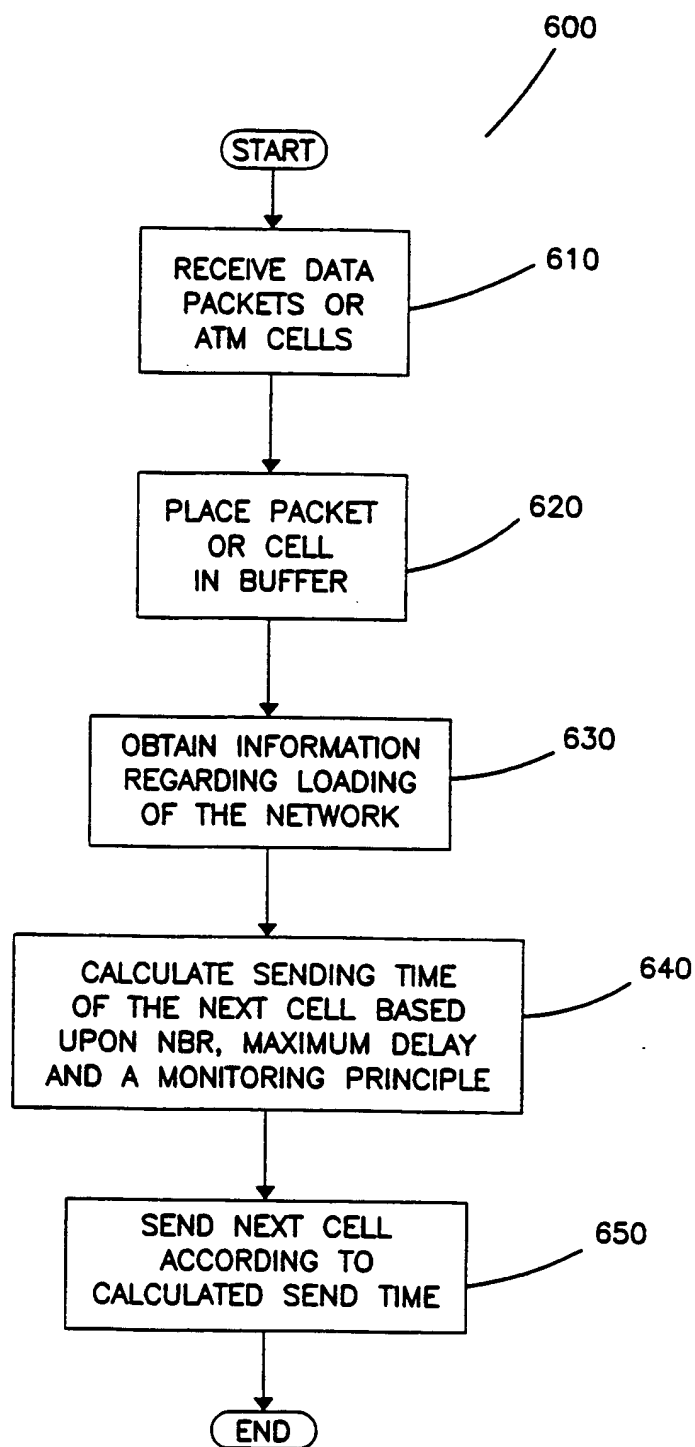 600
START
RECEIVE DATA
PACKETS OR
ATM CELLS
610
PLACE PACKET
OR CELL
IN BUFFER
620
OBTAIN INFORMATION
REGARDING LOADING
OF THE NETWORK
630
CALCULATE SENDING TIME
OF THE NEXT CELL BASED
UPON NBR, MAXIMUM DELAY
AND A MONITORING PRINCIPLE
640
SEND NEXT CELL
ACCORDING TO
CALCULATED SEND TIME
650
END